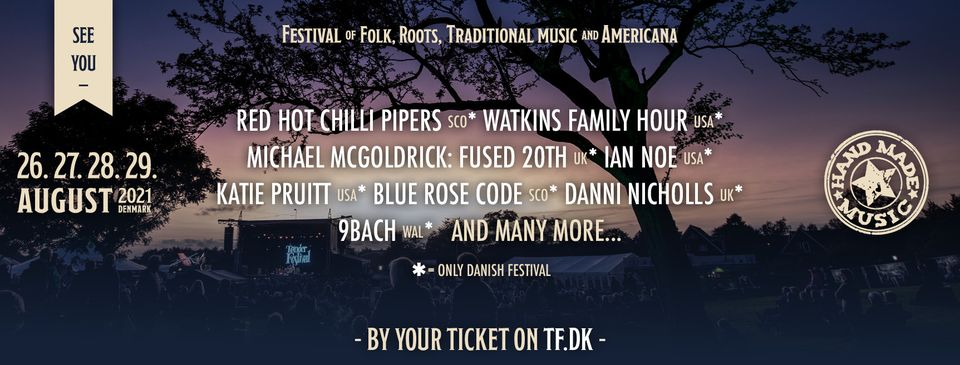 SEE
YOU
–
26. 27. 28. 29.
AUGUST 2021
DENMARK
FESTIVAL OF FOLK, ROOTS, TRADITIONAL MUSIC AND AMERICANA
RED HOT CHILLI PIPERS SCO* WATKINS FAMILY HOUR USA*
MICHAEL MCGOLDRICK: FUSED 20TH UK* IAN NOE USA*
KATIE PRUITT USA* BLUE ROSE CODE SCO* DANNI NICHOLLS UK*
9BACH WAL* AND MANY MORE...
* = ONLY DANISH FESTIVAL
Tønder
Festival
HAND MADE
MUSIC
- BY YOUR TICKET ON TF.DK -